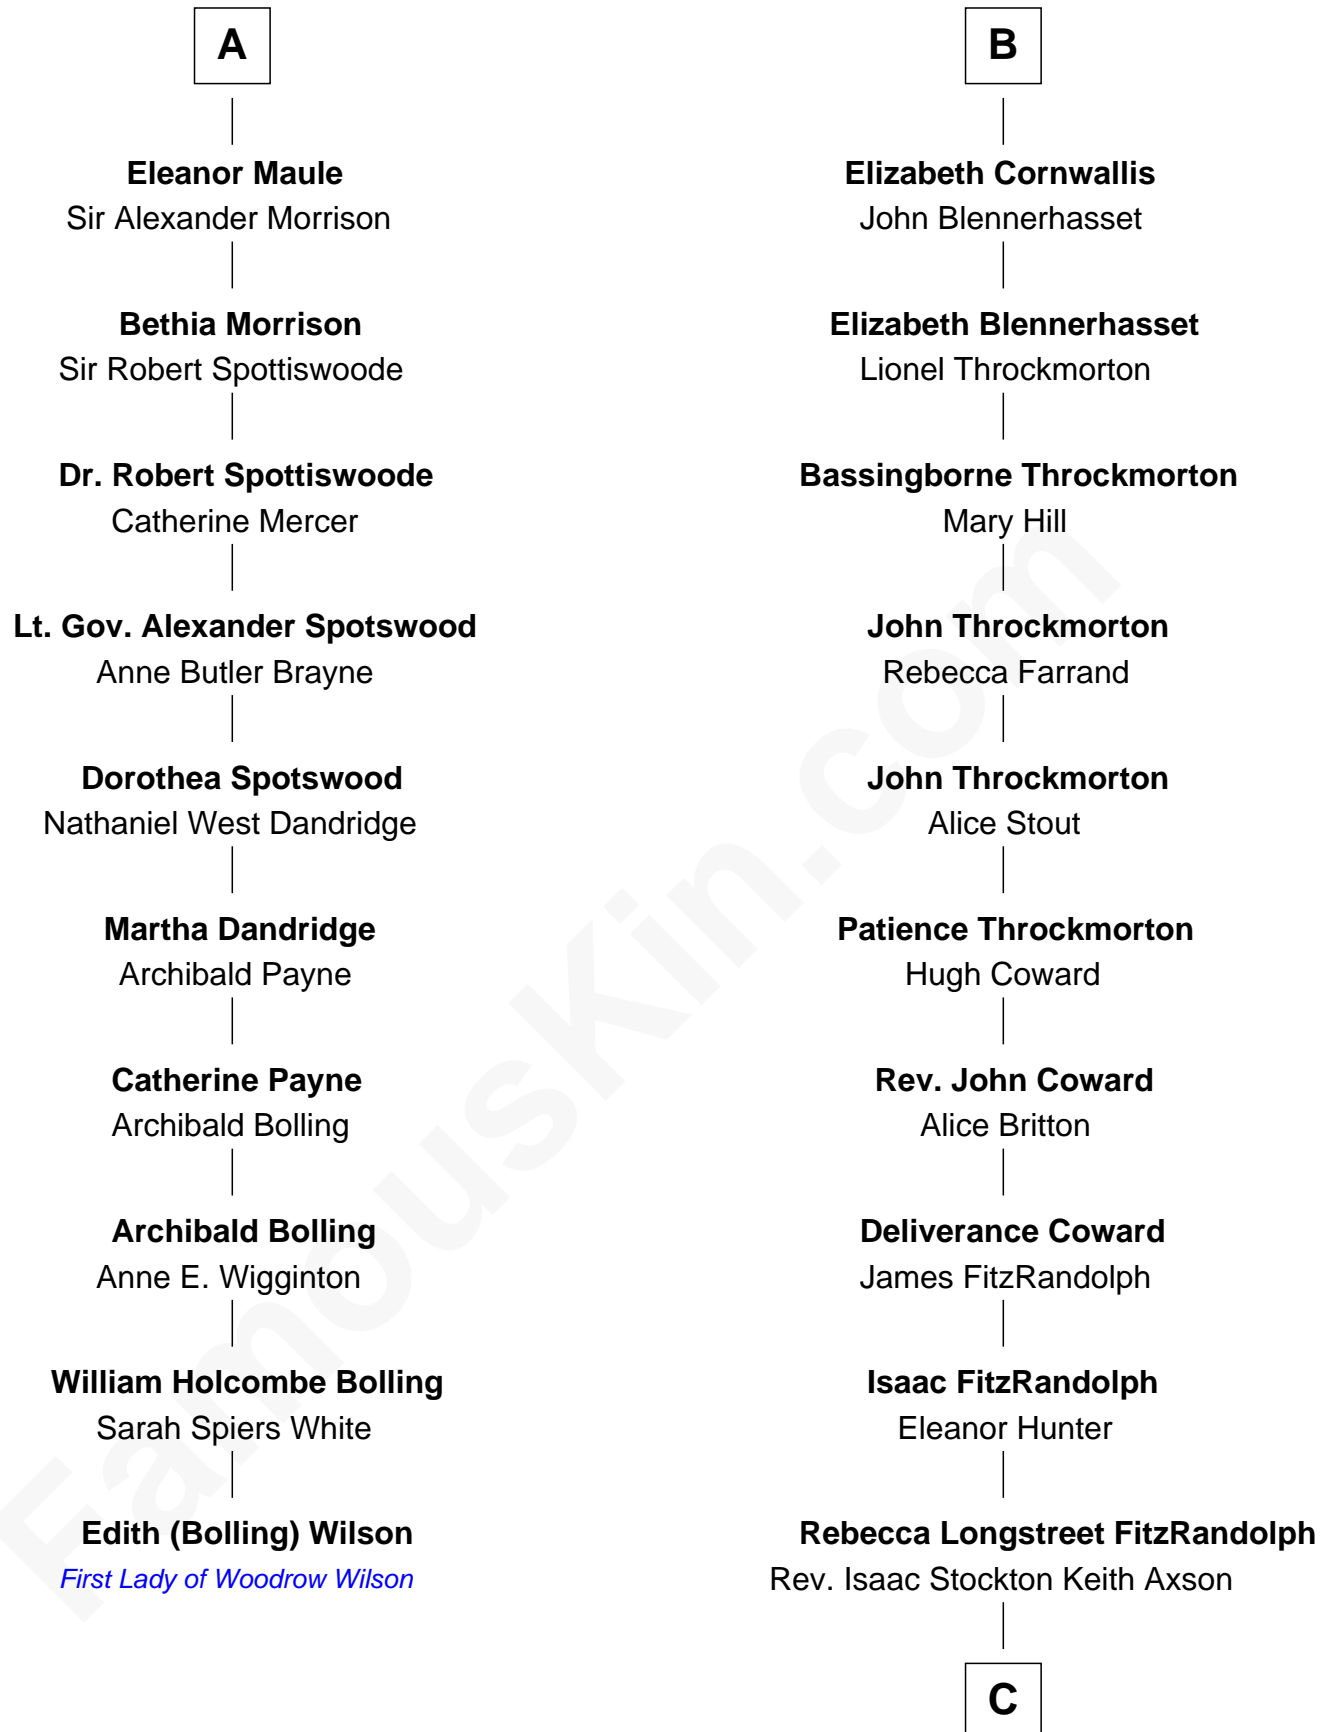 A
Eleanor Maule
Sir Alexander Morrison
Bethia Morrison
Sir Robert Spottiswoode
Dr. Robert Spottiswoode
Catherine Mercer
Lt. Gov. Alexander Spotswood
Anne Butler Brayne
Dorothea Spotswood
Nathaniel West Dandridge
Martha Dandridge
Archibald Payne
Catherine Payne
Archibald Bolling
Archibald Bolling
Anne E. Wigginton
William Holcombe Bolling
Sarah Spiers White
Edith (Bolling) Wilson
First Lady of Woodrow Wilson
B
Elizabeth Cornwallis
John Blennerhasset
Elizabeth Blennerhasset
Lionel Throckmorton
Bassingborne Throckmorton
Mary Hill
John Throckmorton
Rebecca Farrand
John Throckmorton
Alice Stout
Patience Throckmorton
Hugh Coward
Rev. John Coward
Alice Britton
Deliverance Coward
James FitzRandolph
Isaac FitzRandolph
Eleanor Hunter
Rebecca Longstreet FitzRandolph
Rev. Isaac Stockton Keith Axson
C
FamousKin.com